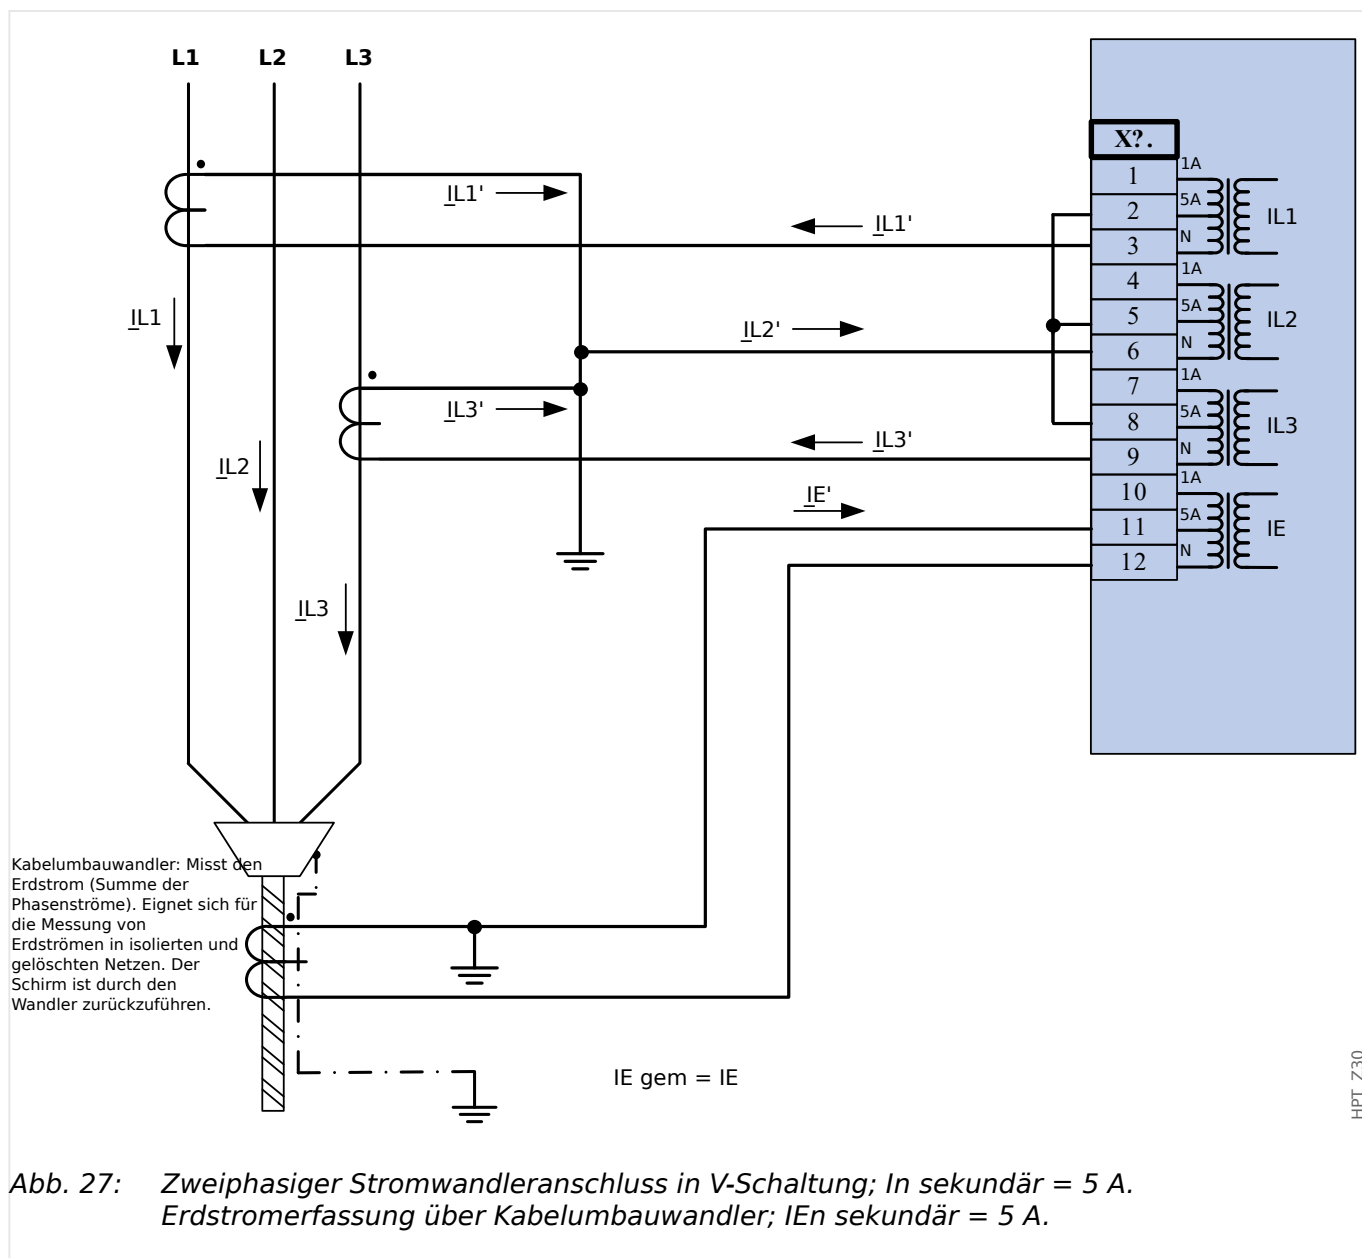 L1 L2 L3
X?.
1 1A
2 5A IL1
3 N
4 1A
5 5A IL2
6 N
7 1A
8 5A IL3
9 N
10 1A
11 5A IE
12 N
IL1'
IL1'
IL1
IL2'
IL3'
IL3'
IL2
IE'
IL3
Kabelumbauwandler: Misst den
Erdstrom (Summe der
Phasenströme). Eignet sich für
die Messung von
Erdströmen in isolierten und
gelöschten Netzen. Der
Schirm ist durch den
Wandler zurückzuführen.
IE gem = IE
HPT_Z30
Abb. 27: Zweiphasiger Stromwandleranschluss in V-Schaltung; In sekundär = 5 A.
Erdstromerfassung über Kabelumbauwandler; IEn sekundär = 5 A.